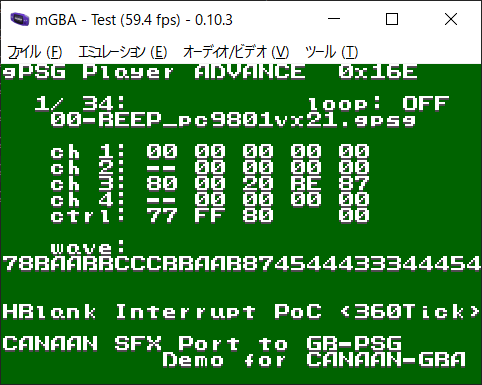 mGBA - Test (59.4 fps) - 0.10.3
ファイル (F) エミュレーション (E) オーディオ/ビデオ (V) ツール (T)
gPSG Player ADVANCE 0x16E
1/ 34: loop: OFF
00-BEEP_pc9801vx21.gpsg
ch 1: 00 00 00 00 00
ch 2: -- 00 00 00 00
ch 3: 80 00 20 BE 87
ch 4: -- 00 00 00 00
ctrl: 77 FF 80 00
wave:
78BAABBCCCBBAAB874544433344454
HBlank Interrupt PoC <360Tick>
CANAAN SFX Port to GB-PSG
Demo for CANAAN-GBA